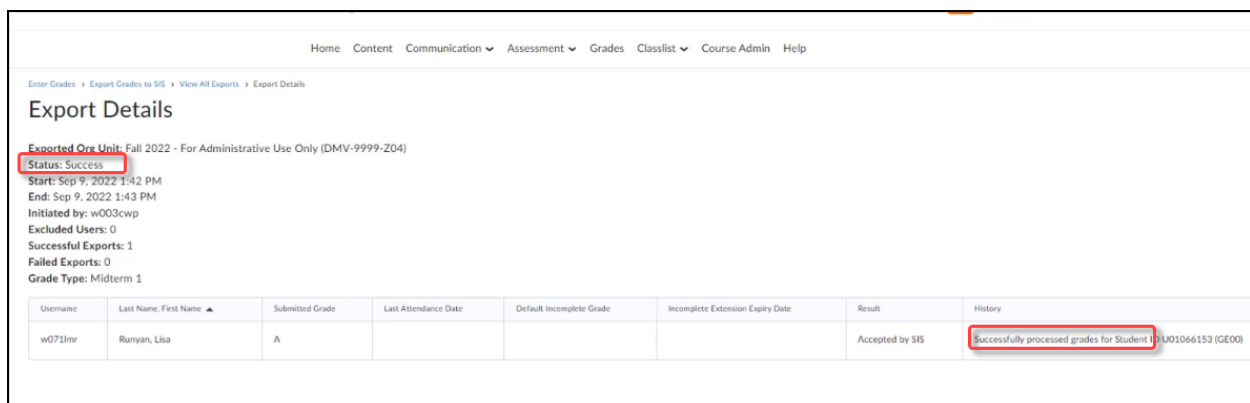 Home Content Communication Assessment Grades Classlist Course Admin Help
Enter Grades > Export Grades to SIS > View All Exports > Export Details
Export Details
Exported Org Unit: Fall 2022 - For Administrative Use Only (DMV-9999-Z04)
Status: Success
Start: Sep 9, 2022 1:42 PM
End: Sep 9, 2022 1:43 PM
Initiated by: w003cwp
Excluded Users: 0
Successful Exports: 1
Failed Exports: 0
Grade Type: Midterm 1
Username Last Name, First Name Submitted Grade Last Attendance Date Default Incomplete Grade Incomplete Extension Expiry Date Result History
w071lmr Runyan, Lisa A Accepted by SIS Successfully processed grades for Student ID U01066153 (GE00)